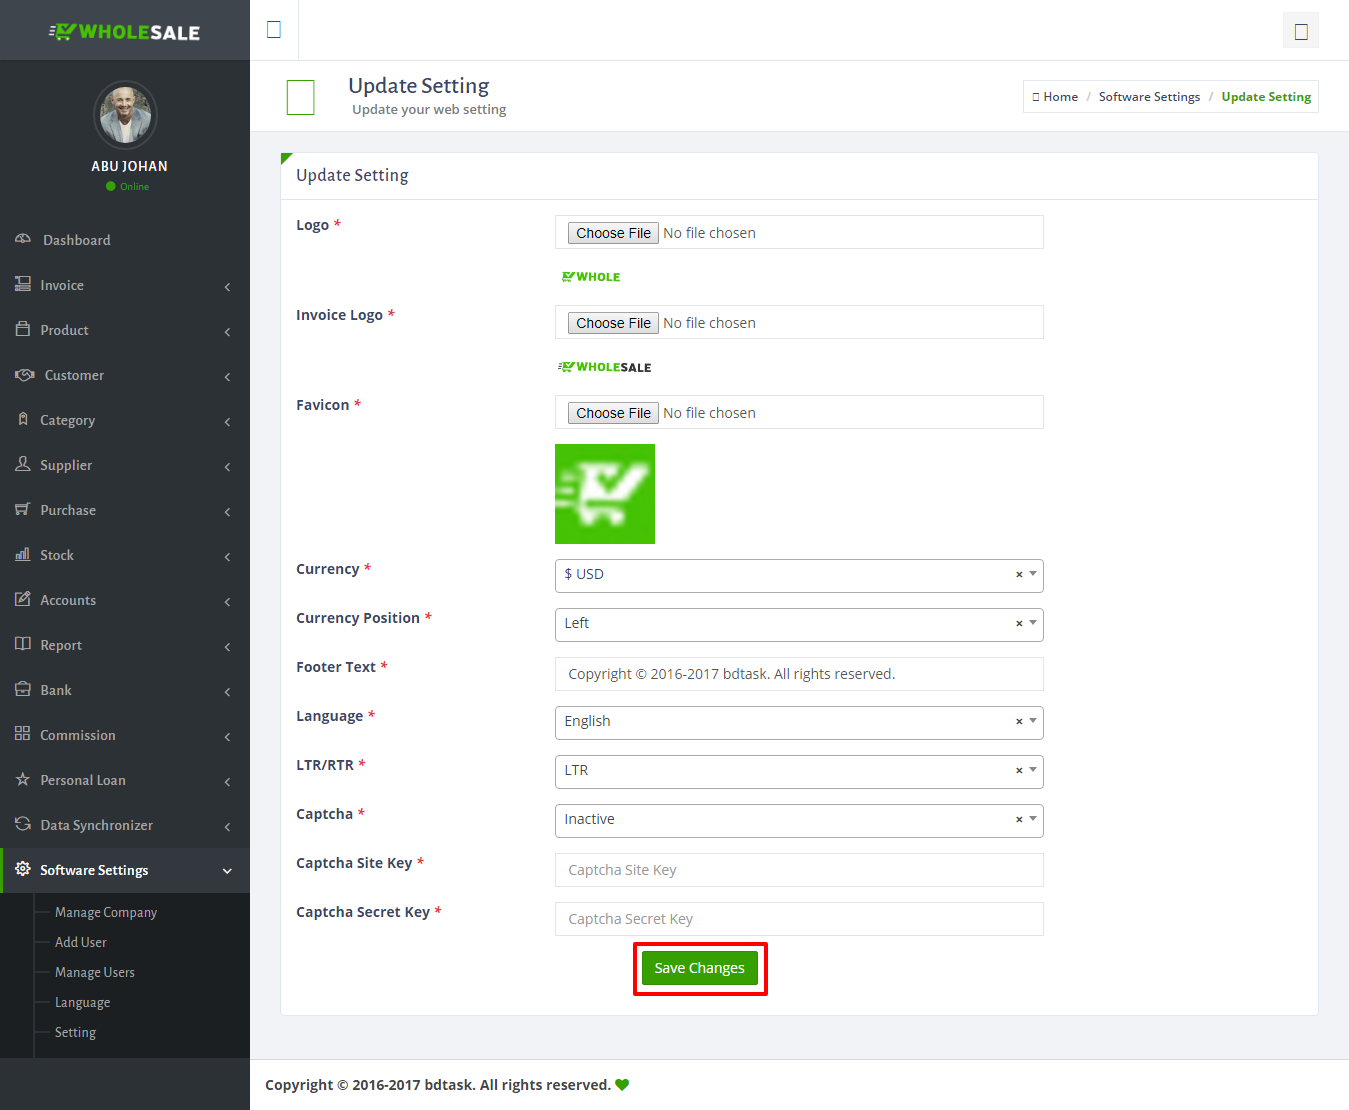 WHOLESALE
ABU JOHAN
Online
Dashboard
Invoice
Product
Customer
Category
Supplier
Purchase
Stock
Accounts
Report
Bank
Commission
Personal Loan
Data Synchronizer
Software Settings
Manage Company
Add User
Manage Users
Language
Setting
Update Setting
Update your web setting
Home / Software Settings / Update Setting
Update Setting
Logo * Choose File No file chosen
WHOLE
Invoice Logo * Choose File No file chosen
WHOLESALE
Favicon * Choose File No file chosen
Currency * $ USD ×
Currency Position * Left ×
Footer Text * Copyright © 2016-2017 bdtask. All rights reserved.
Language * English ×
LTR/RTR * LTR ×
Captcha * Inactive ×
Captcha Site Key * Captcha Site Key
Captcha Secret Key * Captcha Secret Key
Save Changes
Copyright © 2016-2017 bdtask. All rights reserved.